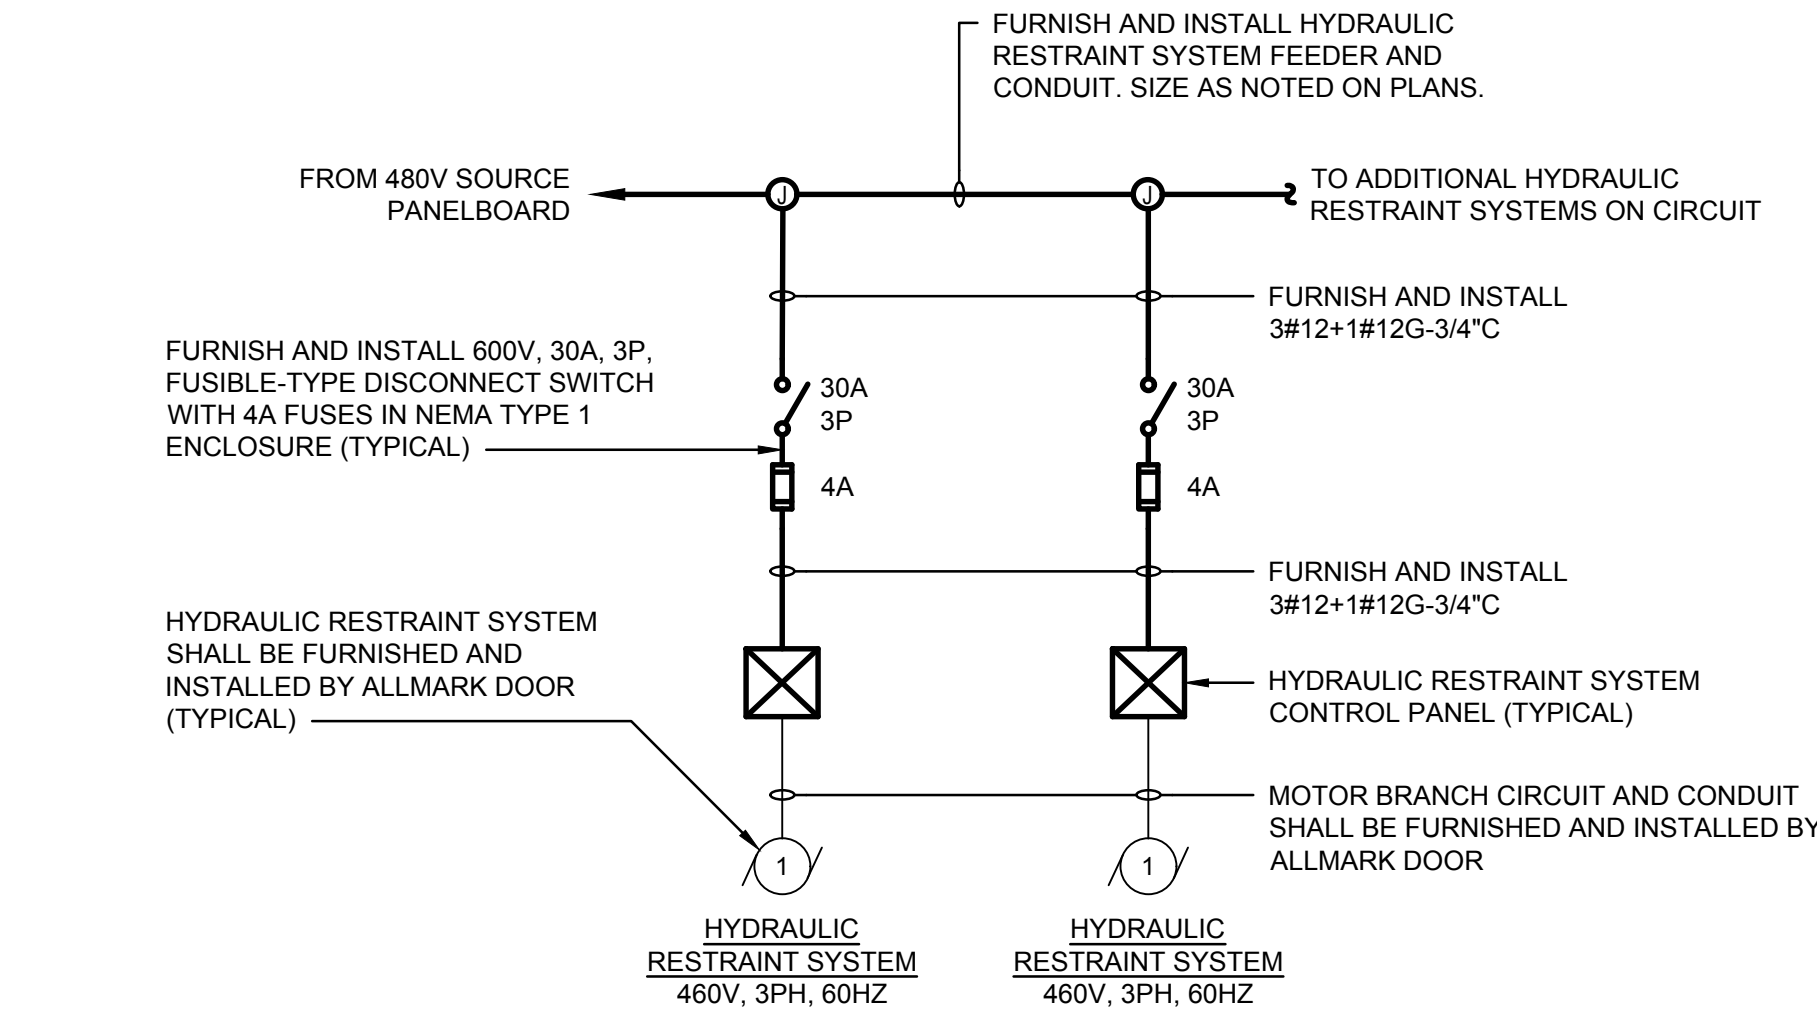 FURNISH AND INSTALL HYDRAULIC
RESTRAINT SYSTEM FEEDER AND
CONDUIT. SIZE AS NOTED ON PLANS.
FROM 480V SOURCE
PANELBOARD
J
J
TO ADDITIONAL HYDRAULIC
RESTRAINT SYSTEMS ON CIRCUIT
FURNISH AND INSTALL
3#12+1#12G-3/4"C
FURNISH AND INSTALL 600V, 30A, 3P,
FUSIBLE-TYPE DISCONNECT SWITCH
WITH 4A FUSES IN NEMA TYPE 1
ENCLOSURE (TYPICAL)
30A
3P
30A
3P
4A
4A
FURNISH AND INSTALL
3#12+1#12G-3/4"C
HYDRAULIC RESTRAINT SYSTEM
SHALL BE FURNISHED AND
INSTALLED BY ALLMARK DOOR
(TYPICAL)
HYDRAULIC RESTRAINT SYSTEM
CONTROL PANEL (TYPICAL)
MOTOR BRANCH CIRCUIT AND CONDUIT
SHALL BE FURNISHED AND INSTALLED BY
ALLMARK DOOR
1
1
HYDRAULIC
RESTRAINT SYSTEM
460V, 3PH, 60HZ
HYDRAULIC
RESTRAINT SYSTEM
460V, 3PH, 60HZ